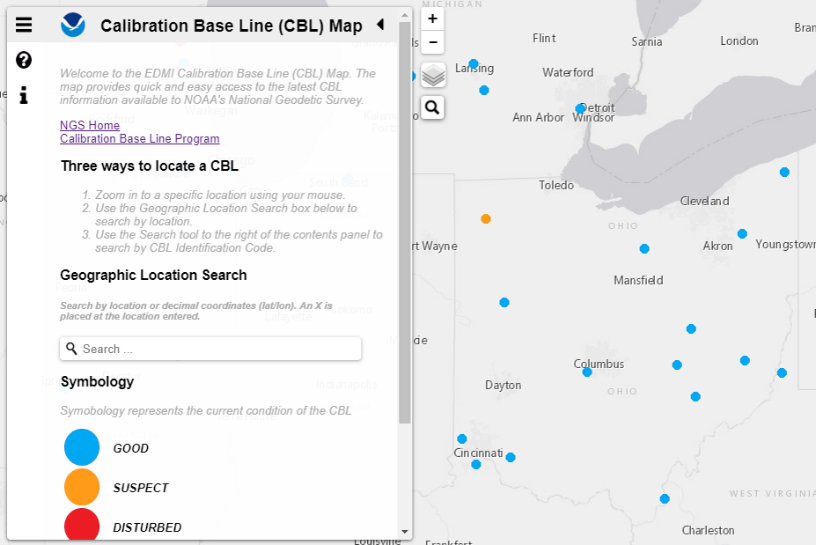 Calibration Base Line (CBL) Map
Welcome to the EDMI Calibration Base Line (CBL) Map. The
map provides quick and easy access to the latest CBL
information available to NOAA's National Geodetic Survey.
NGS Home
Calibration Base Line Program
Three ways to locate a CBL
1. Zoom in to a specific location using your mouse.
2. Use the Geographic Location Search box below to
search by location.
3. Use the Search tool to the right of the contents panel to
search by CBL Identification Code.
Geographic Location Search
Search by location or decimal coordinates (lat/lon). An X is
placed at the location entered.
Search ...
Symbology
Symobology represents the current condition of the CBL
GOOD
SUSPECT
DISTURBED
+
−
MICHIGAN
Flint
Sarnia
London
Lansing
Waterford
Detroit
Ann Arbor
Windsor
Toledo
Cleveland
OHIO
rt Wayne
Akron
Youngstown
Mansfield
Columbus
Dayton
OHIO
Cincinnati
WEST VIRGINIA
Charleston
Louisville
Frankfort
South Bend
Lafayette
Kokomo
Indianapolis